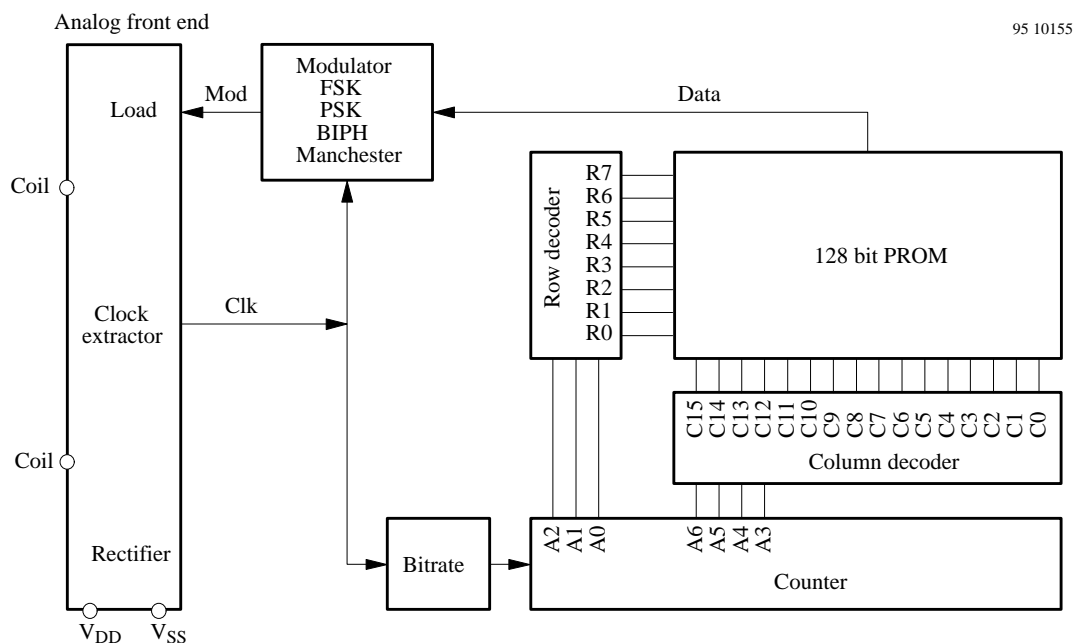 Analog front end
95 10155
Load
Mod
Modulator
FSK
PSK
BIPH
Manchester
Data
Coil
Row decoder
R7
R6
R5
R4
R3
R2
R1
R0
128 bit PROM
Clock
extractor
Clk
C15
C14
C13
C12
C11
C10
C9
C8
C7
C6
C5
C4
C3
C2
C1
C0
Column decoder
Coil
Rectifier
Bitrate
A2
A1
A0
A6
A5
A4
A3
Counter
VDD
VSS